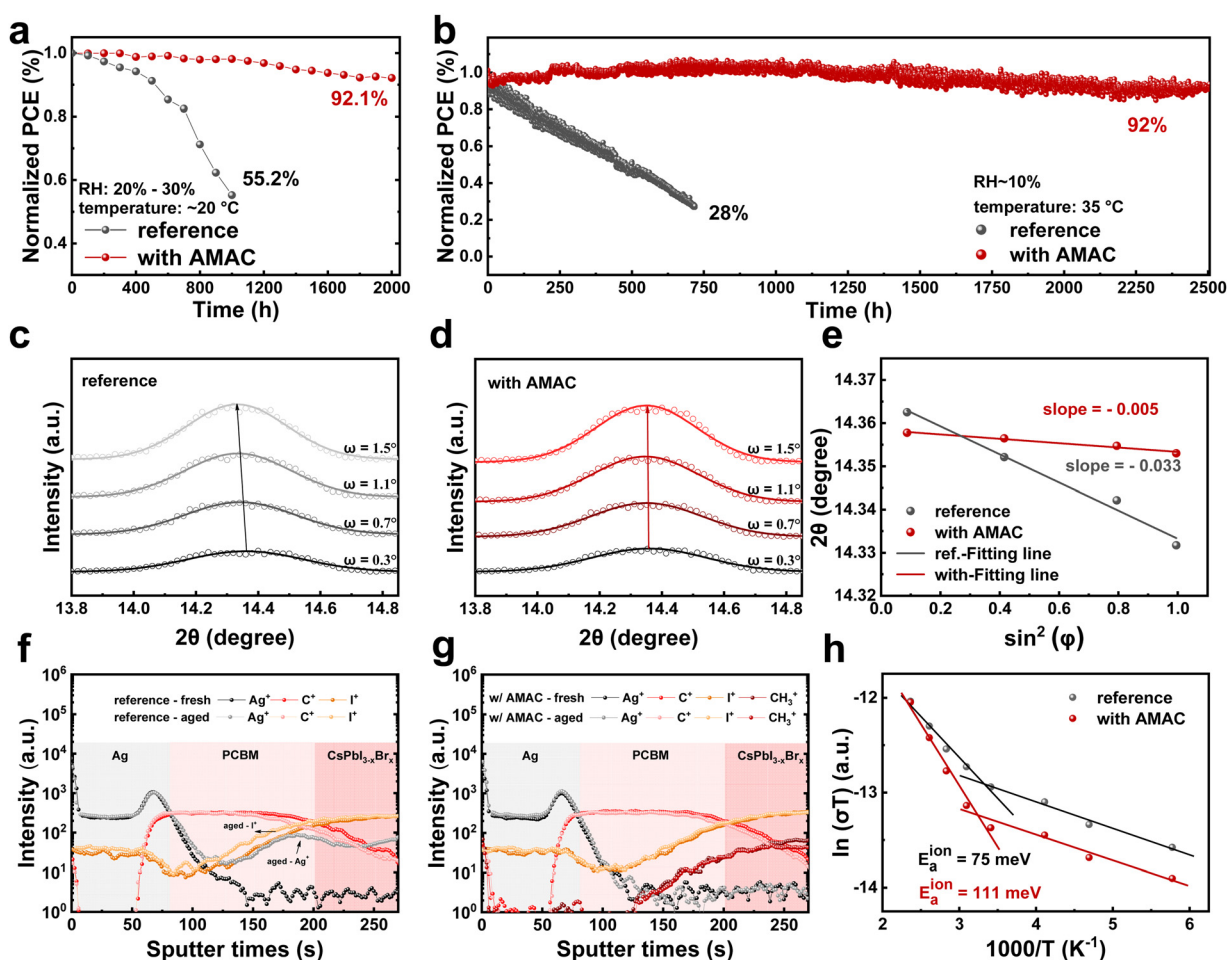 a
Normalized PCE (%)
1.0
0.8
0.6
0.4
92.1%
55.2%
RH: 20% - 30%
temperature: ~20 °C
reference
with AMAC
0 400 800 1200 1600 2000
Time (h)
b
Normalized PCE (%)
1.0
0.8
0.6
0.4
0.2
0.0
92%
28%
RH~10%
temperature: 35 °C
reference
with AMAC
0 250 500 750 1000 1250 1500 1750 2000 2250 2500
Time (h)
c
Intensity (a.u.)
reference
ω = 1.5°
ω = 1.1°
ω = 0.7°
ω = 0.3°
13.8 14.0 14.2 14.4 14.6 14.8
2θ (degree)
d
Intensity (a.u.)
with AMAC
ω = 1.5°
ω = 1.1°
ω = 0.7°
ω = 0.3°
13.8 14.0 14.2 14.4 14.6 14.8
2θ (degree)
e
2θ (degree)
14.37
14.36
14.35
14.34
14.33
14.32
slope = - 0.005
slope = - 0.033
reference
with AMAC
ref.-Fitting line
with-Fitting line
0.0 0.2 0.4 0.6 0.8 1.0
sin² (φ)
f
Intensity (a.u.)
10⁶
10⁵
10⁴
10³
10²
10¹
10⁰
reference - fresh Ag⁺ C⁺ I⁺
reference - aged Ag⁺ C⁺ I⁺
Ag PCBM CsPbI₃₋ₓBrₓ
aged - I⁺
aged - Ag⁺
0 50 100 150 200 250
Sputter times (s)
g
Intensity (a.u.)
10⁶
10⁵
10⁴
10³
10²
10¹
10⁰
w/ AMAC - fresh Ag⁺ C⁺ I⁺ CH₃⁺
w/ AMAC - aged Ag⁺ C⁺ I⁺ CH₃⁺
Ag PCBM CsPbI₃₋ₓBrₓ
0 50 100 150 200 250
Sputter times (s)
h
ln (σT) (a.u.)
-12
-13
-14
reference
with AMAC
Eₐⁱᵒⁿ = 75 meV
Eₐⁱᵒⁿ = 111 meV
2 3 4 5 6
1000/T (K⁻¹)